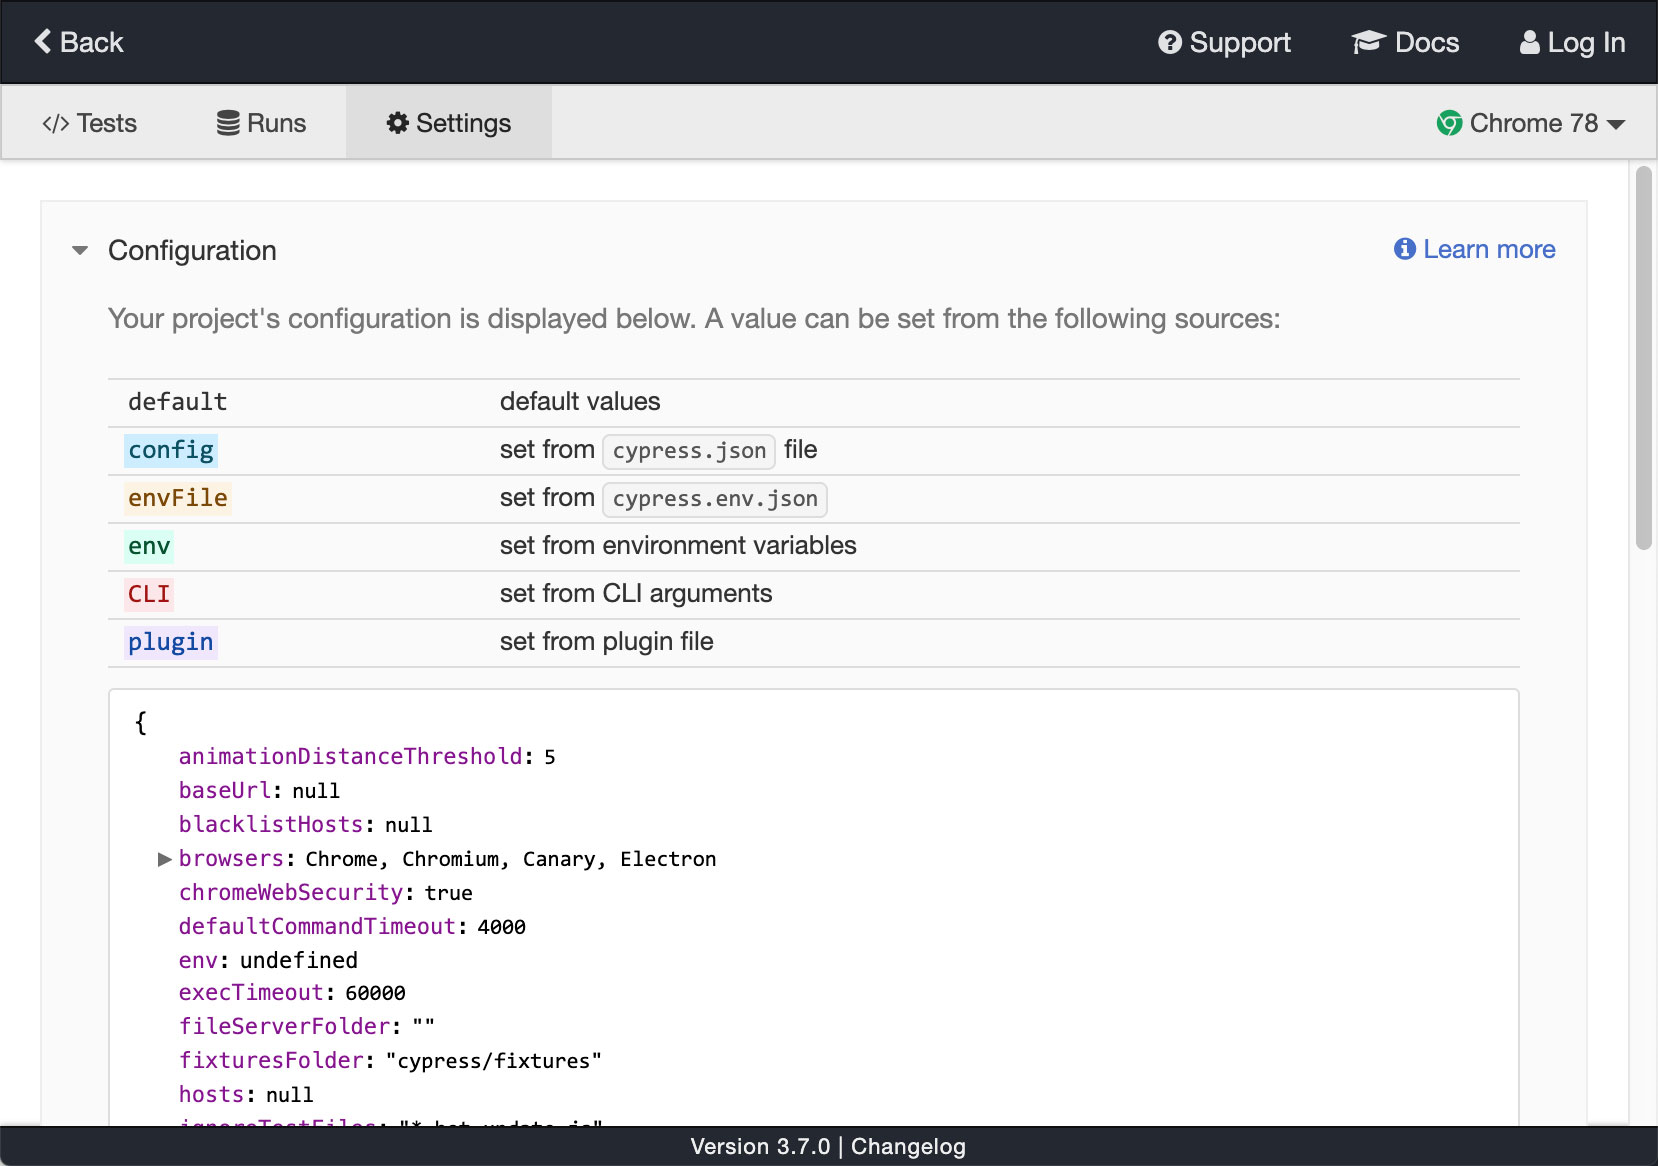 Back Support Docs Log In
</> Tests Runs Settings Chrome 78
Configuration Learn more
Your project's configuration is displayed below. A value can be set from the following sources:
default default values
config set from cypress.json file
envFile set from cypress.env.json
env set from environment variables
CLI set from CLI arguments
plugin set from plugin file
{
animationDistanceThreshold: 5
baseUrl: null
blacklistHosts: null
browsers: Chrome, Chromium, Canary, Electron
chromeWebSecurity: true
defaultCommandTimeout: 4000
env: undefined
execTimeout: 60000
fileServerFolder: ""
fixturesFolder: "cypress/fixtures"
hosts: null
Version 3.7.0 | Changelog